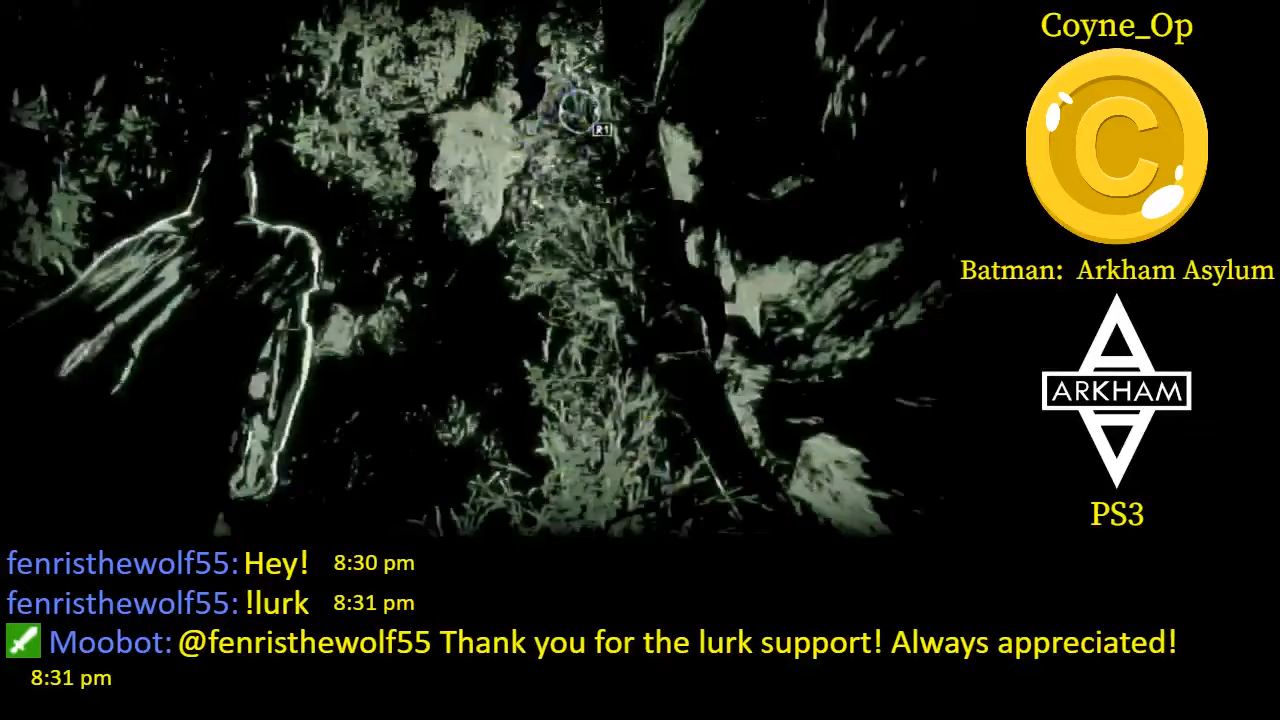 Coyne_Op
C
Batman: Arkham Asylum
ARKHAM
PS3
R1
fenristhewolf55: Hey! 8:30 pm
fenristhewolf55: !lurk 8:31 pm
Moobot: @fenristhewolf55 Thank you for the lurk support! Always appreciated!
8:31 pm